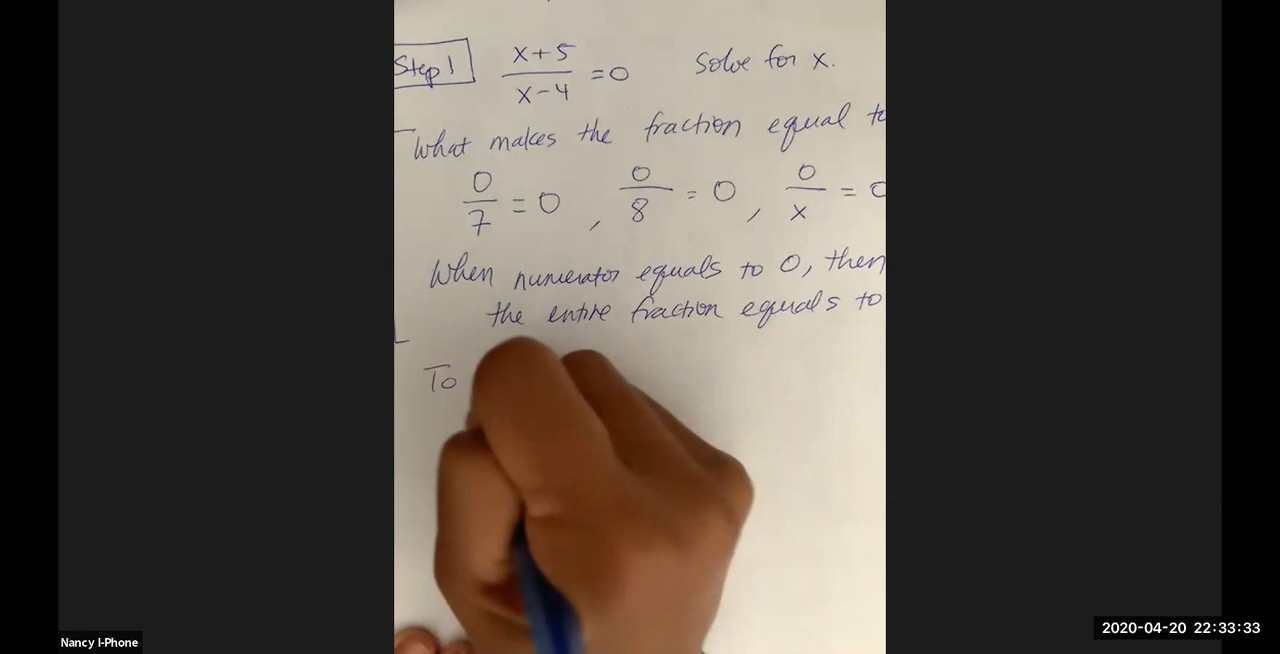 Step 1 x+5/x-4 =0 Solve for x.
What makes the fraction equal to
0/7 = 0 , 0/8 = 0 , 0/x = 0
When numerator equals to 0, then
the entire fraction equals to
To
Nancy I-Phone
2020-04-20 22:33:33